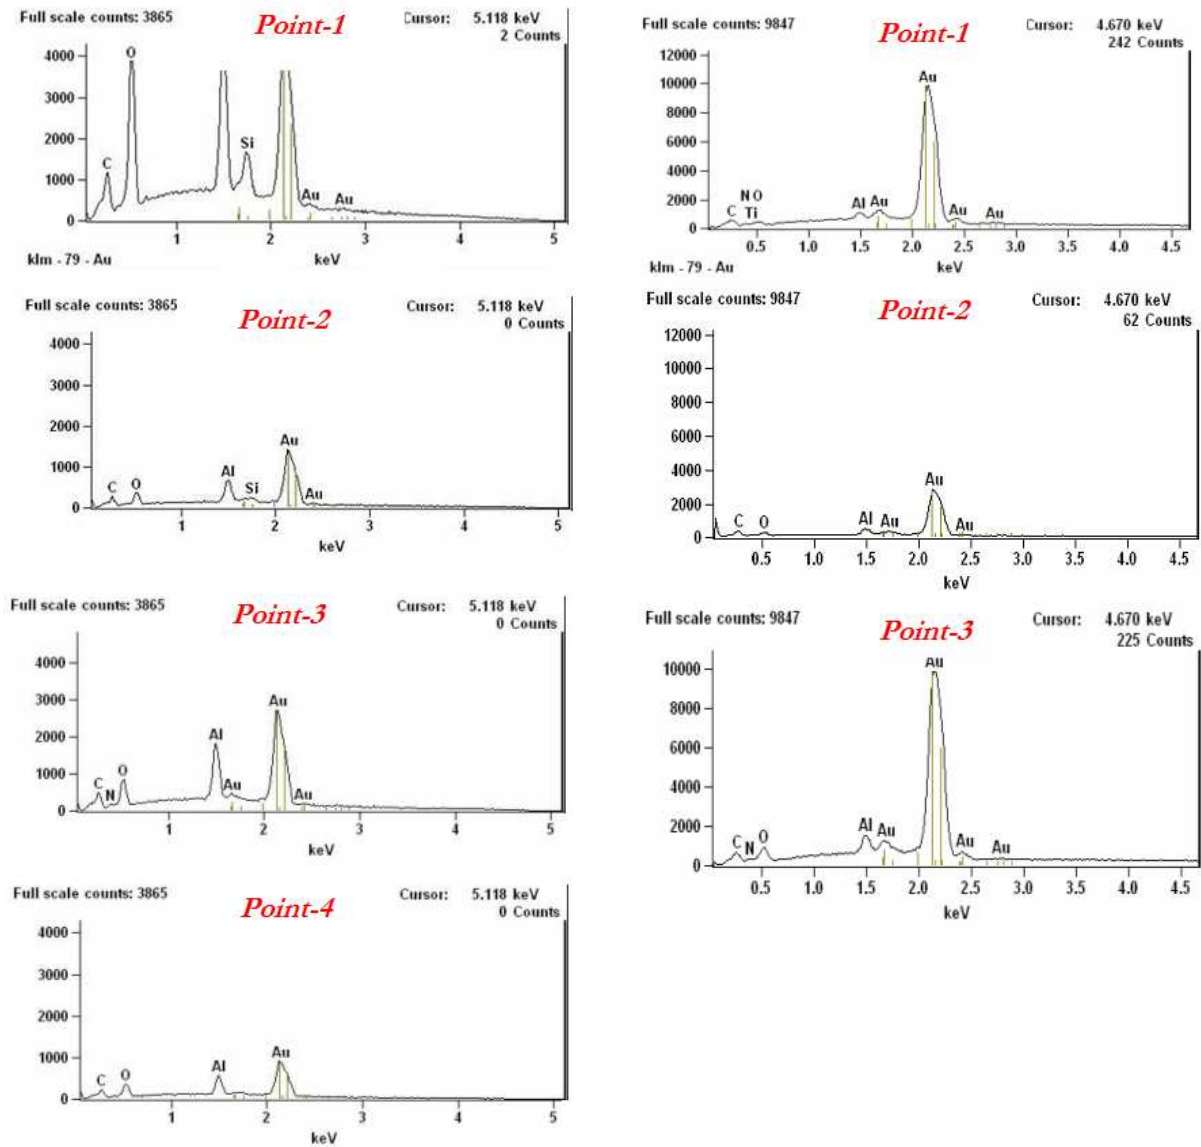 Full scale counts: 3865
Point-1
Cursor: 5.118 keV
2 Counts
4000
3000
2000
1000
0
C
O
Si
Au
Au
1
2
3
4
5
keV
klm - 79 - Au
Full scale counts: 3865
Point-2
Cursor: 5.118 keV
0 Counts
4000
3000
2000
1000
0
C
O
Al
Si
Au
Au
1
2
3
4
5
keV
Full scale counts: 3865
Point-3
Cursor: 5.118 keV
0 Counts
4000
3000
2000
1000
0
C
N
O
Al
Au
Au
Au
1
2
3
4
5
keV
Full scale counts: 3865
Point-4
Cursor: 5.118 keV
0 Counts
4000
3000
2000
1000
0
C
O
Al
Au
1
2
3
4
5
keV
Full scale counts: 9847
Point-1
Cursor: 4.670 keV
242 Counts
12000
10000
8000
6000
4000
2000
0
C
N O
Ti
Al
Au
Au
Au
Au
0.5
1.0
1.5
2.0
2.5
3.0
3.5
4.0
4.5
keV
klm - 79 - Au
Full scale counts: 9847
Point-2
Cursor: 4.670 keV
62 Counts
12000
10000
8000
6000
4000
2000
0
C
O
Al
Au
Au
Au
0.5
1.0
1.5
2.0
2.5
3.0
3.5
4.0
4.5
keV
Full scale counts: 9847
Point-3
Cursor: 4.670 keV
225 Counts
10000
8000
6000
4000
2000
0
C
N
O
Al
Au
Au
Au
Au
0.5
1.0
1.5
2.0
2.5
3.0
3.5
4.0
4.5
keV